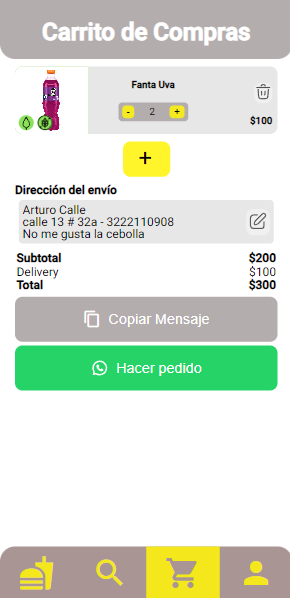 Carrito de Compras
Fanta Uva
- 2 +
$100
+
Dirección del envío
Arturo Calle
calle 13 # 32a - 3222110908
No me gusta la cebolla
Subtotal $200
Delivery $100
Total $300
Copiar Mensaje
Hacer pedido